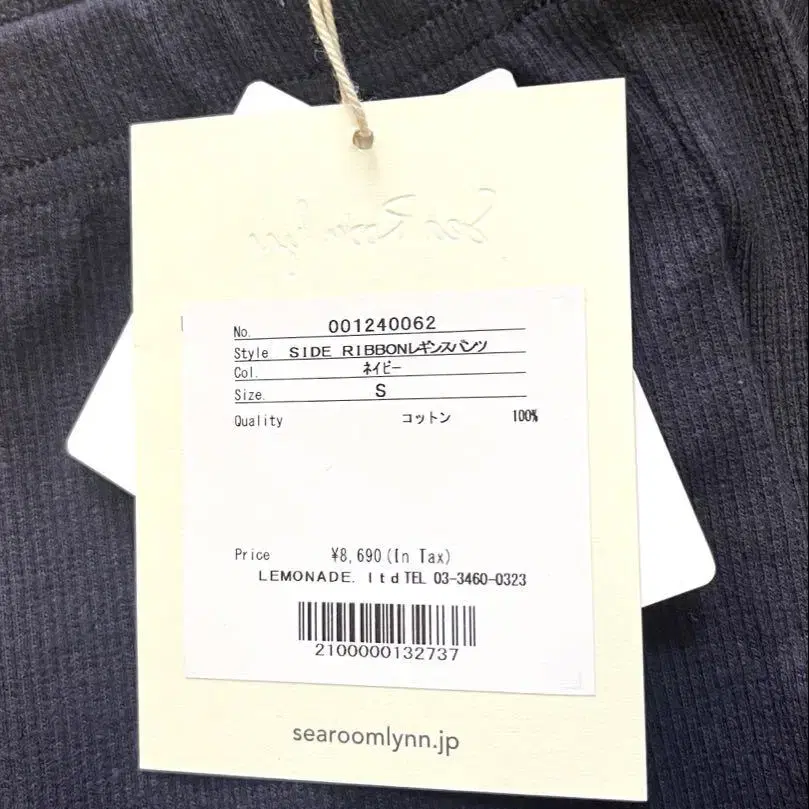 No. 001240062
Style SIDE RIBBONレギンスパンツ
Col. ネイビー
Size. S
Quality コットン 100%
Price ¥8,690(In Tax)
LEMONADE. ltd TEL 03-3460-0323
2100000132737
searoomlynn.jp